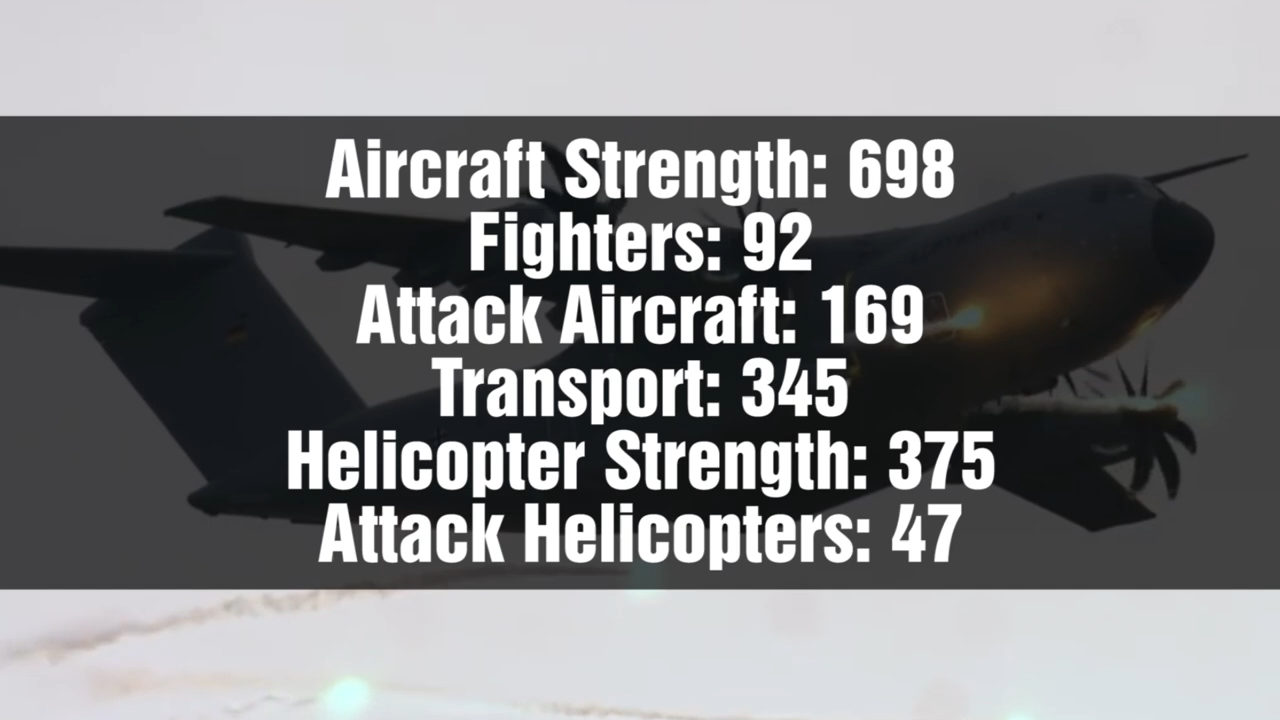 Aircraft Strength: 698
Fighters: 92
Attack Aircraft: 169
Transport: 345
Helicopter Strength: 375
Attack Helicopters: 47